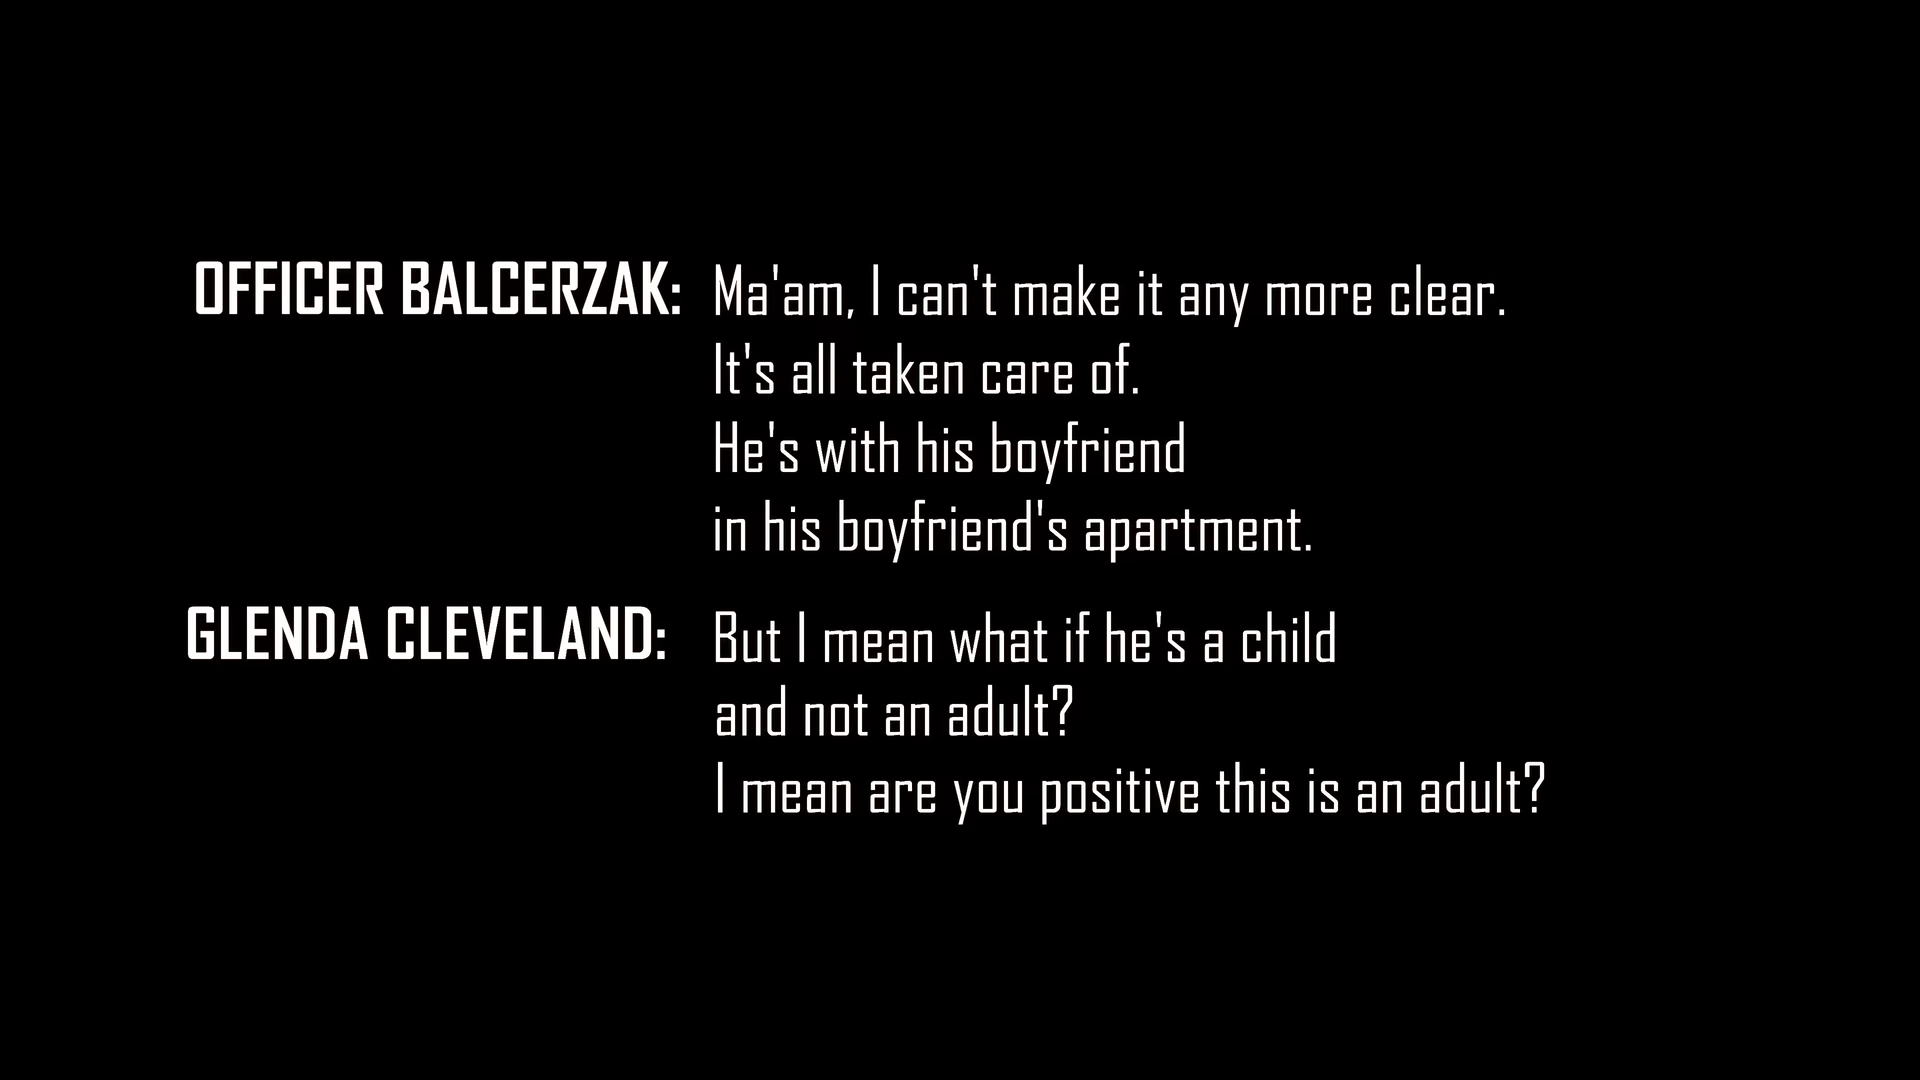 OFFICER BALCERZAK: Ma'am, I can't make it any more clear.
It's all taken care of.
He's with his boyfriend
in his boyfriend's apartment.
GLENDA CLEVELAND: But I mean what if he's a child
and not an adult?
I mean are you positive this is an adult?